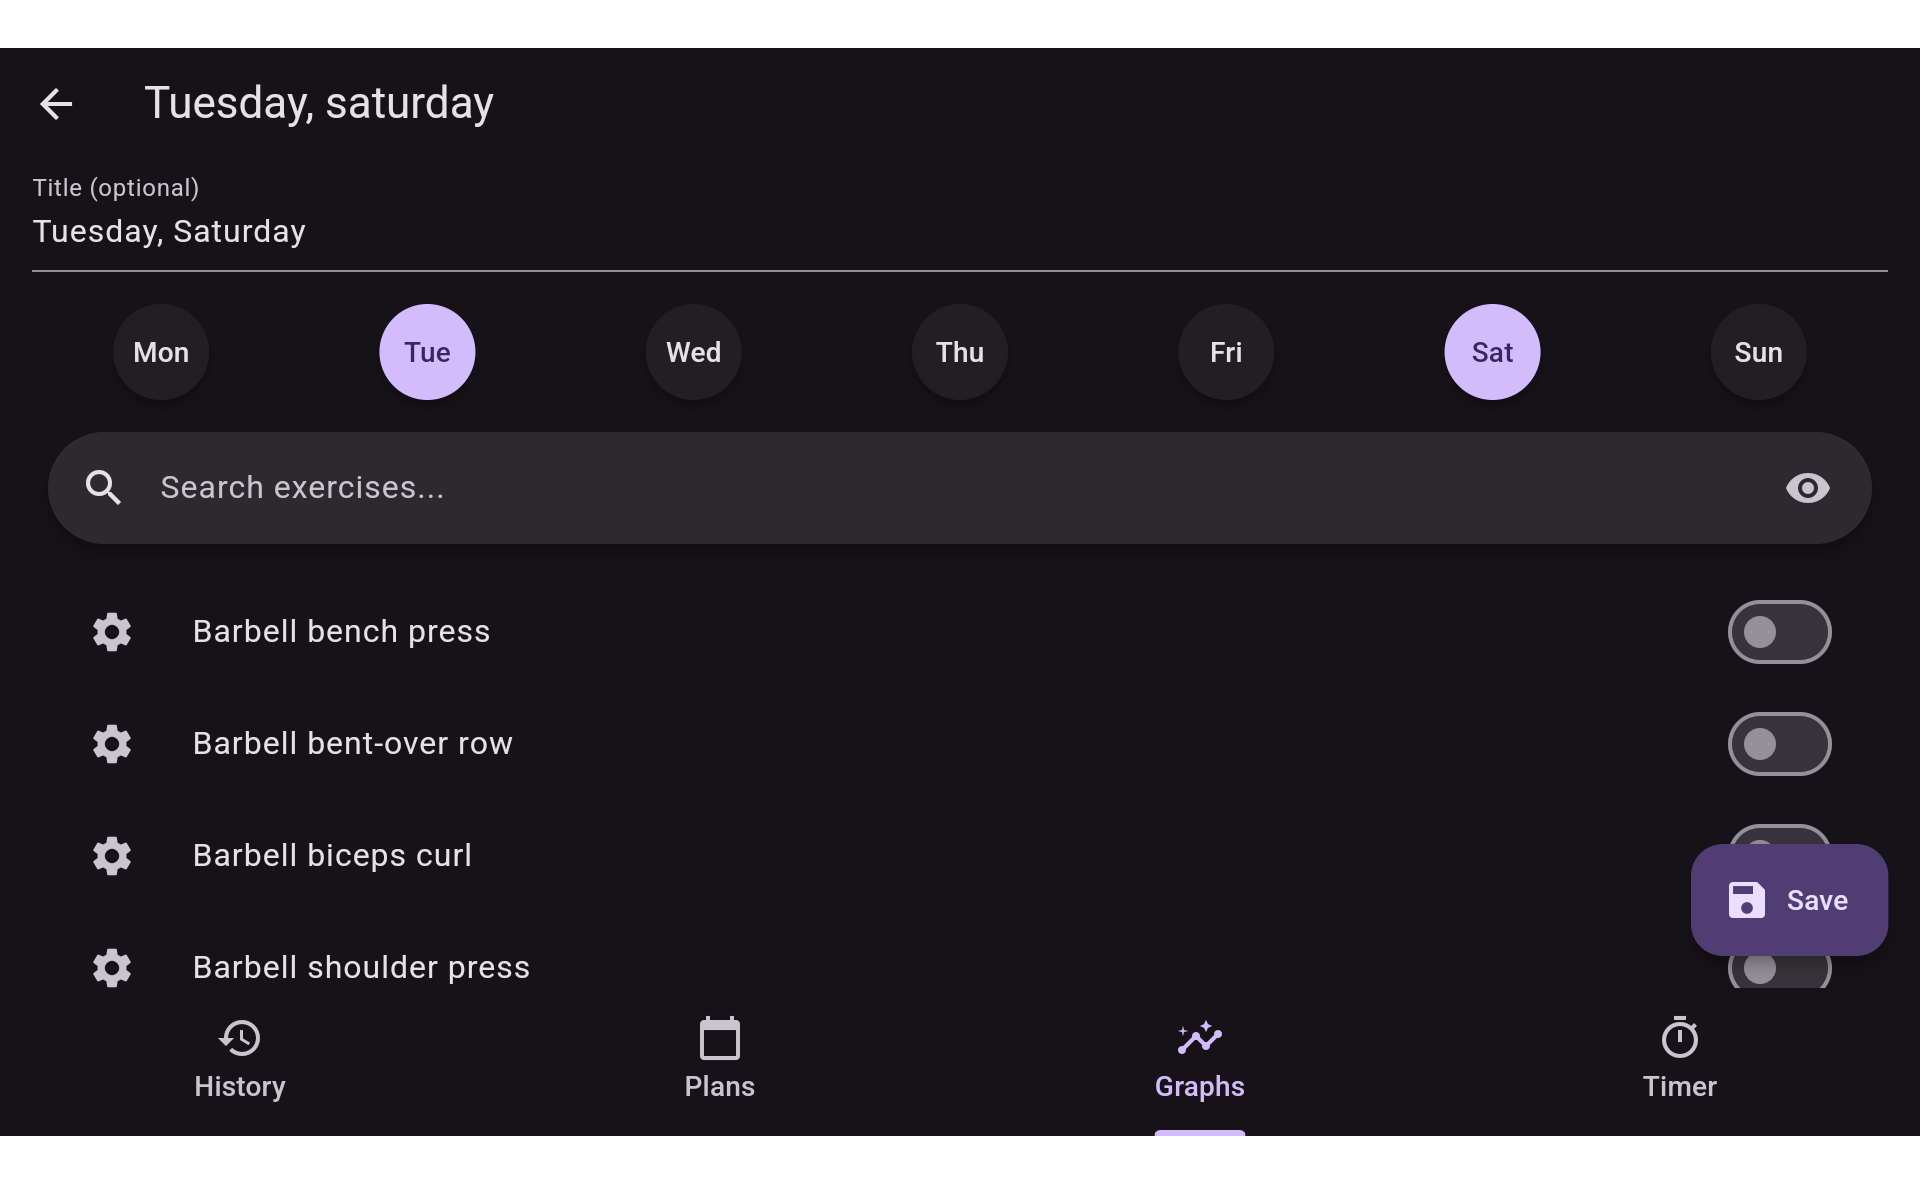 Tuesday, saturday
Title (optional)
Tuesday, Saturday
Mon Tue Wed Thu Fri Sat Sun
Search exercises...
Barbell bench press
Barbell bent-over row
Barbell biceps curl
Save
Barbell shoulder press
History Plans Graphs Timer